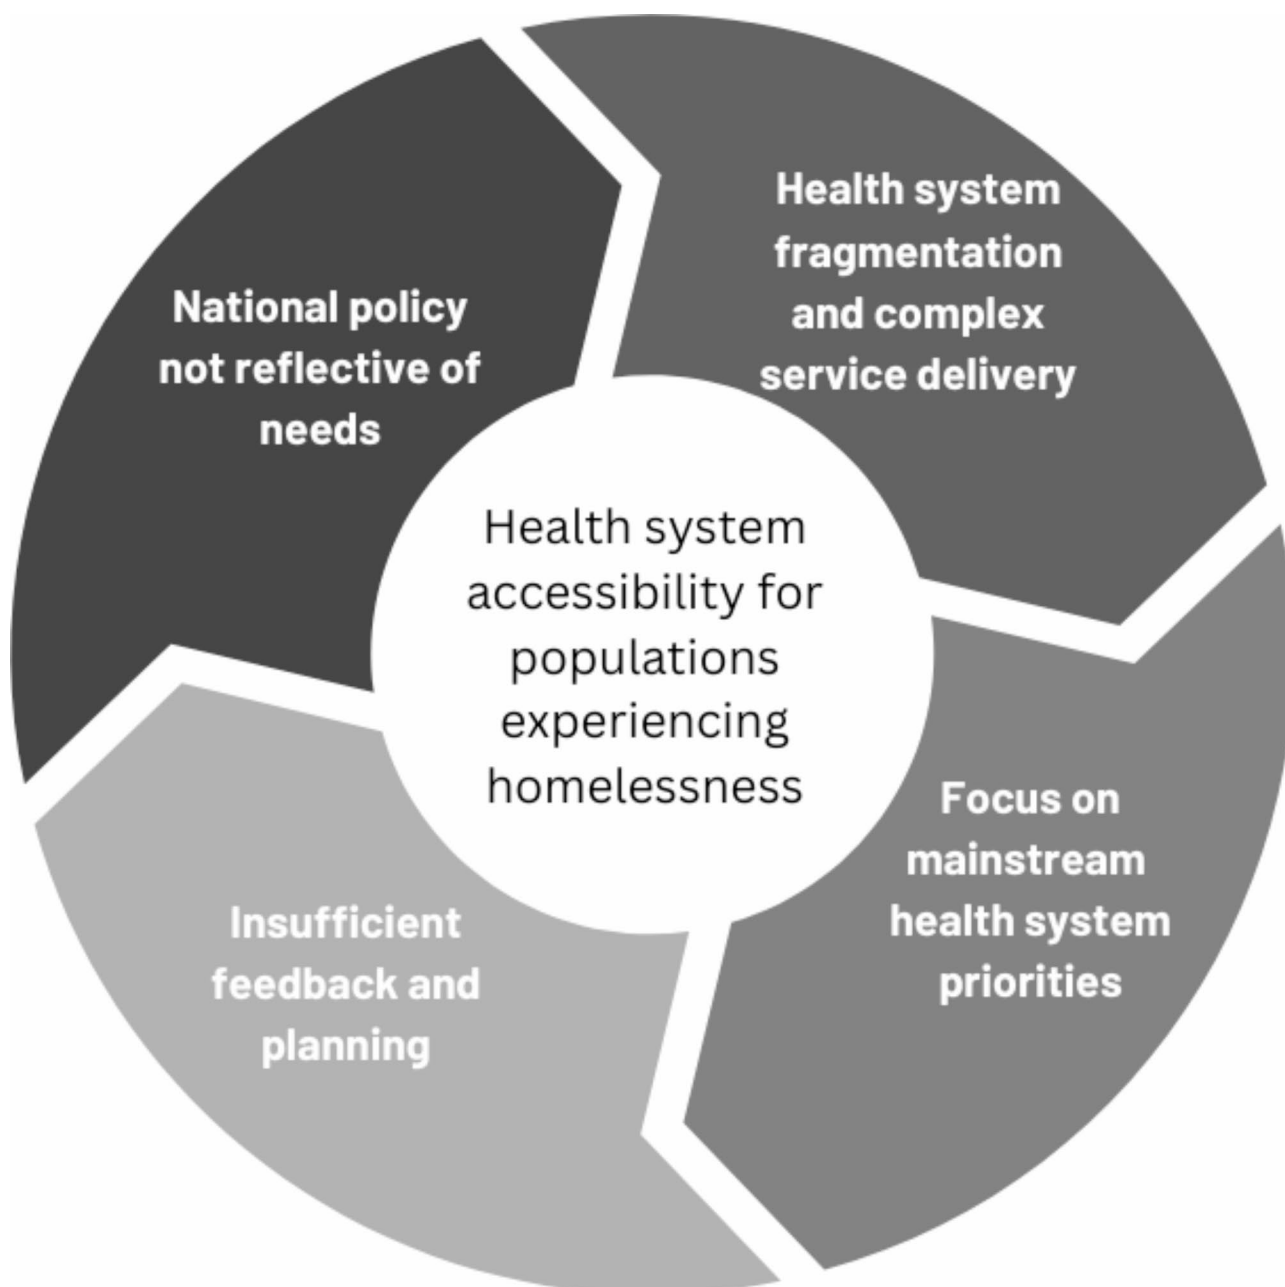 National policy
not reflective of
needs
Health system
fragmentation
and complex
service delivery
Focus on
mainstream
health system
priorities
Insufficient
feedback and
planning
Health system
accessibility for
populations
experiencing
homelessness